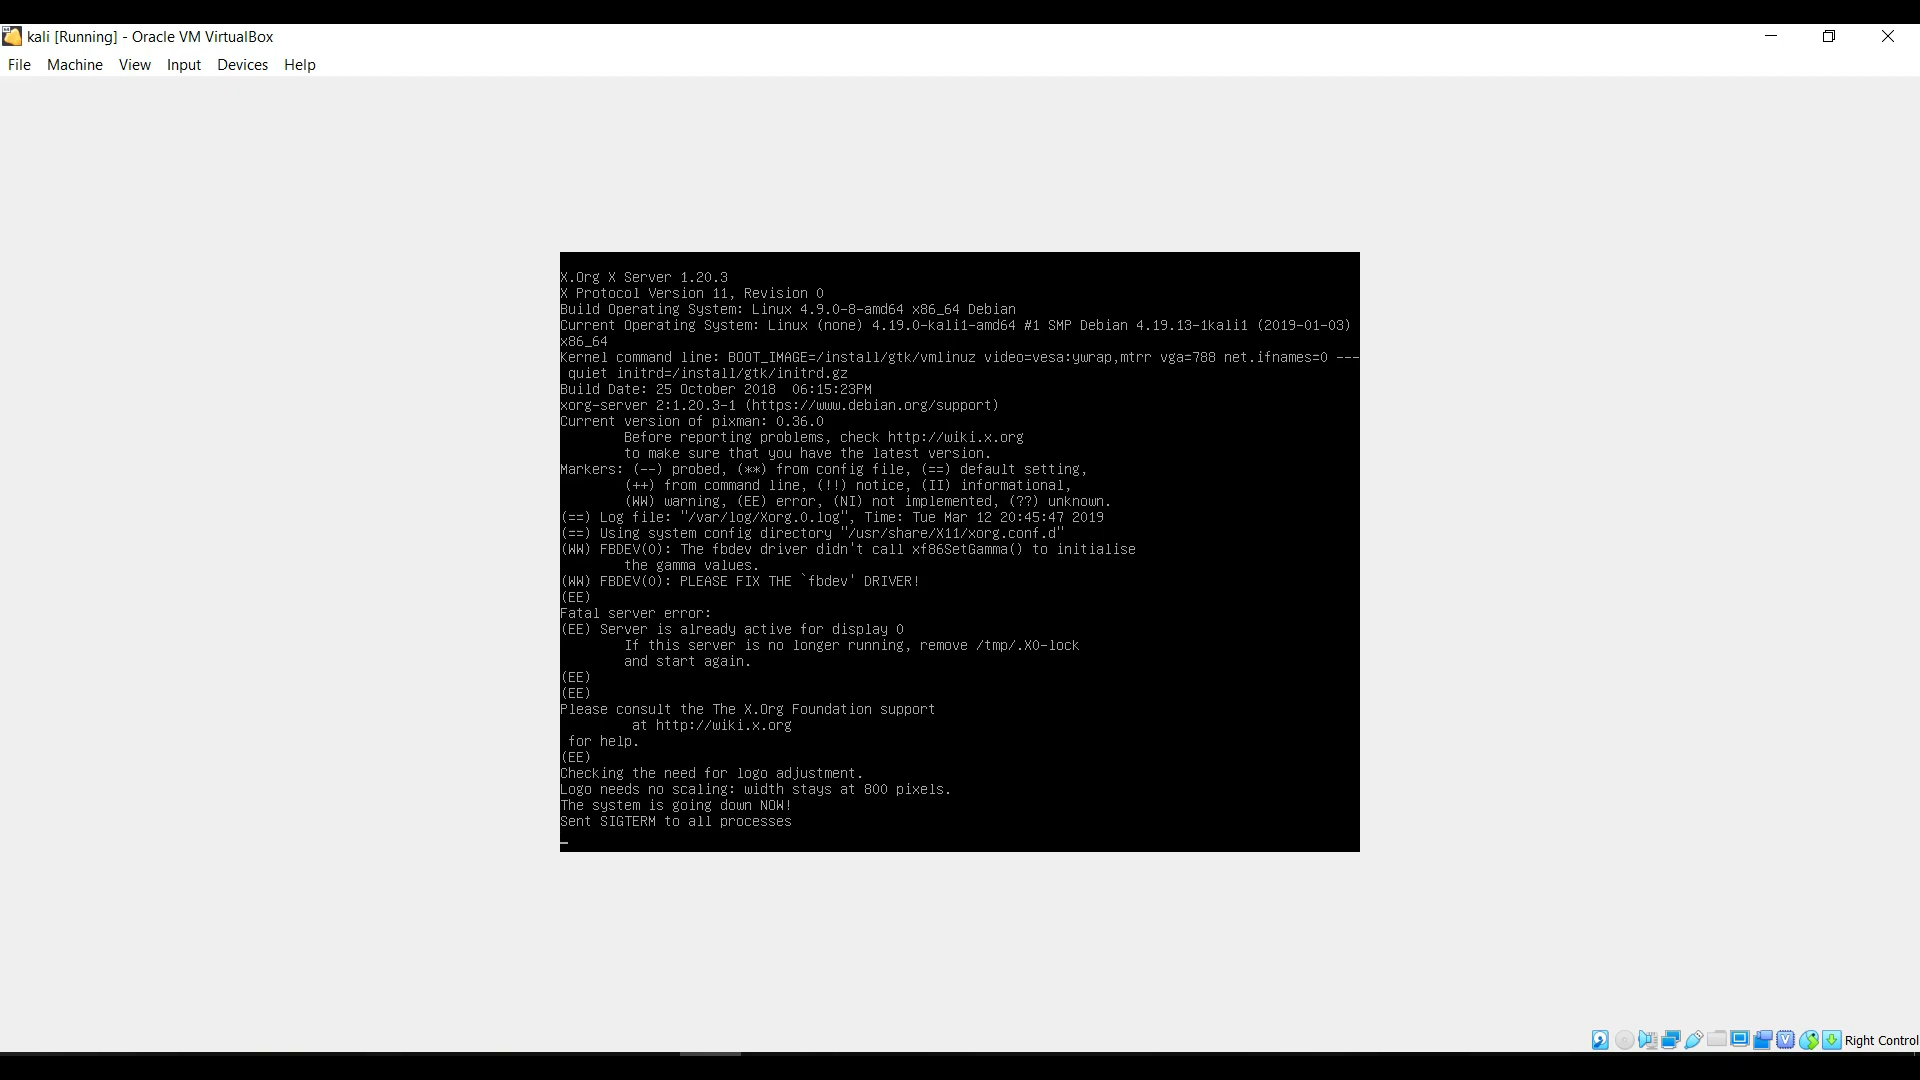 kali [Running] - Oracle VM VirtualBox
File Machine View Input Devices Help
X.Org X Server 1.20.3
X Protocol Version 11, Revision 0
Build Operating System: Linux 4.9.0-8-amd64 x86_64 Debian
Current Operating System: Linux (none) 4.19.0-kali1-amd64 #1 SMP Debian 4.19.13-1kali1 (2019-01-03)
x86_64
Kernel command line: BOOT_IMAGE=/install/gtk/vmlinuz video=vesa:ywrap,mtrr vga=788 net.ifnames=0 ---
 quiet initrd=/install/gtk/initrd.gz
Build Date: 25 October 2018  06:15:23PM
xorg-server 2:1.20.3-1 (https://www.debian.org/support)
Current version of pixman: 0.36.0
        Before reporting problems, check http://wiki.x.org
        to make sure that you have the latest version.
Markers: (--) probed, (**) from config file, (==) default setting,
        (++) from command line, (!!) notice, (II) informational,
        (WW) warning, (EE) error, (NI) not implemented, (??) unknown.
(==) Log file: "/var/log/Xorg.0.log", Time: Tue Mar 12 20:45:47 2019
(==) Using system config directory "/usr/share/X11/xorg.conf.d"
(WW) FBDEV(0): The fbdev driver didn't call xf86SetGamma() to initialise
        the gamma values.
(WW) FBDEV(0): PLEASE FIX THE `fbdev' DRIVER!
(EE)
Fatal server error:
(EE) Server is already active for display 0
        If this server is no longer running, remove /tmp/.X0-lock
        and start again.
(EE)
(EE)
Please consult the The X.Org Foundation support
         at http://wiki.x.org
 for help.
(EE)
Checking the need for logo adjustment.
Logo needs no scaling: width stays at 800 pixels.
The system is going down NOW!
Sent SIGTERM to all processes
Right Control